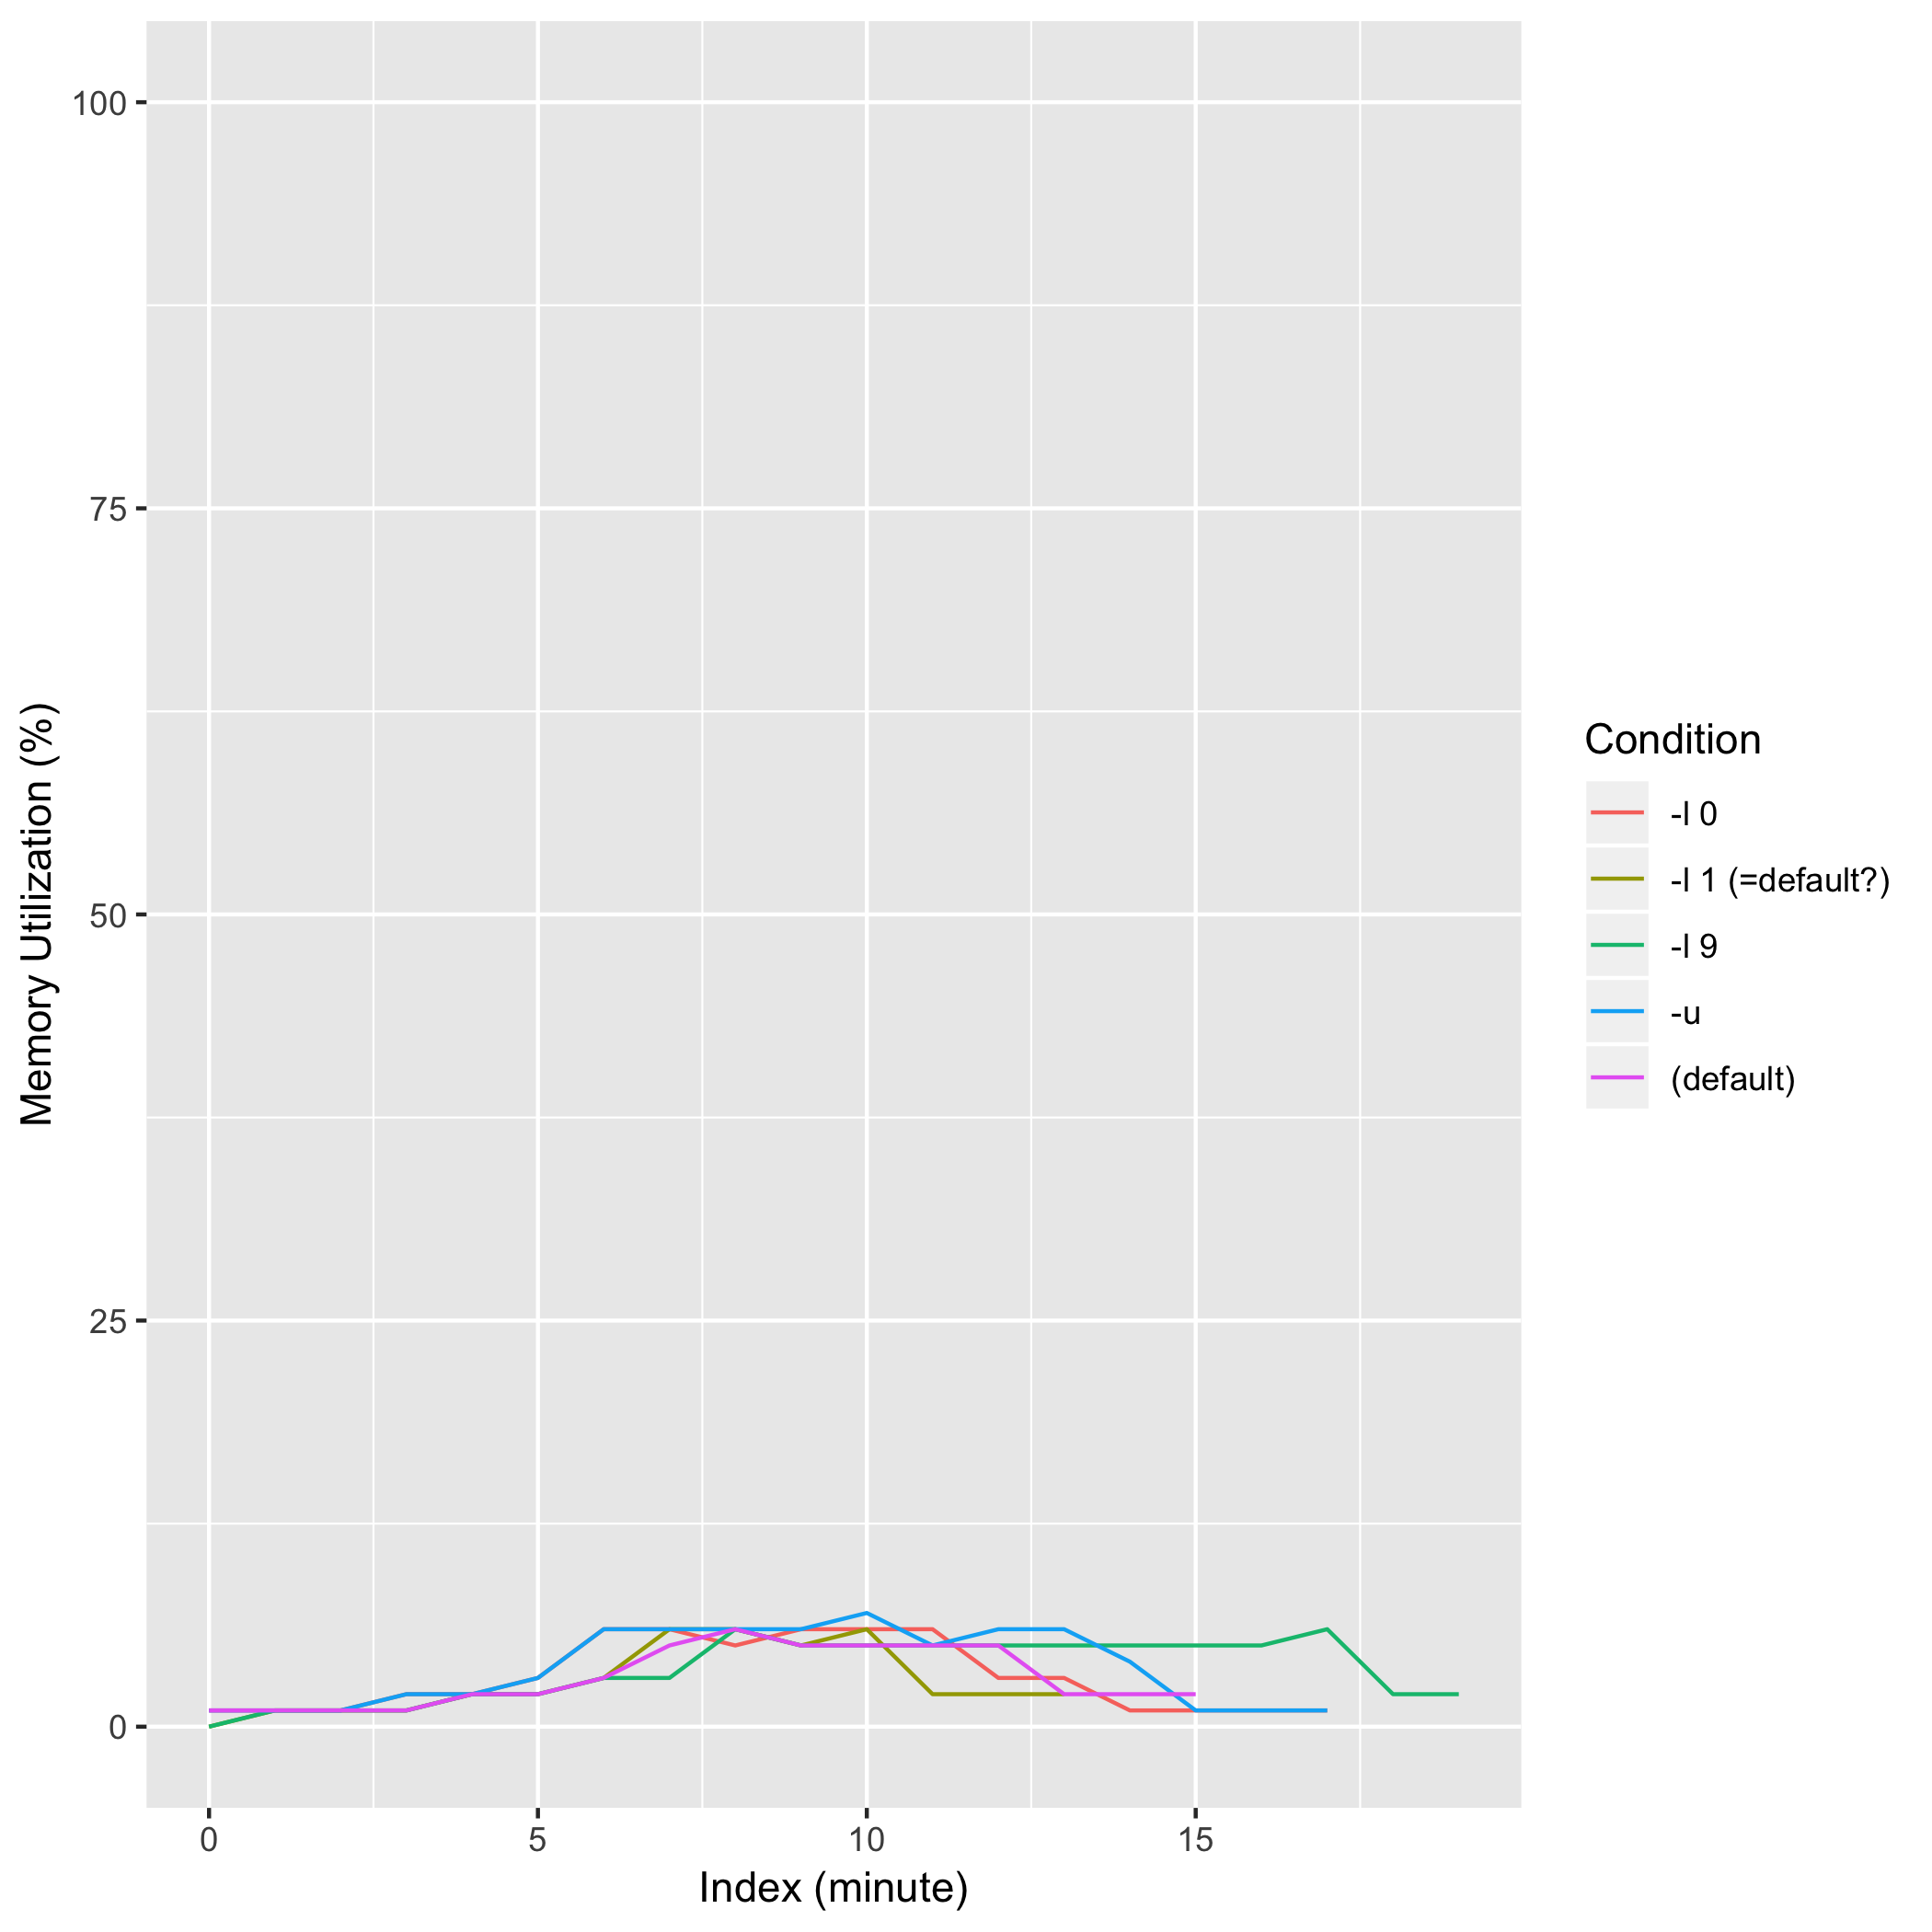 100
75
50
25
0
Memory Utilization (%)
0 5 10 15
Index (minute)
Condition
-l 0
-l 1 (=default?)
-l 9
-u
(default)